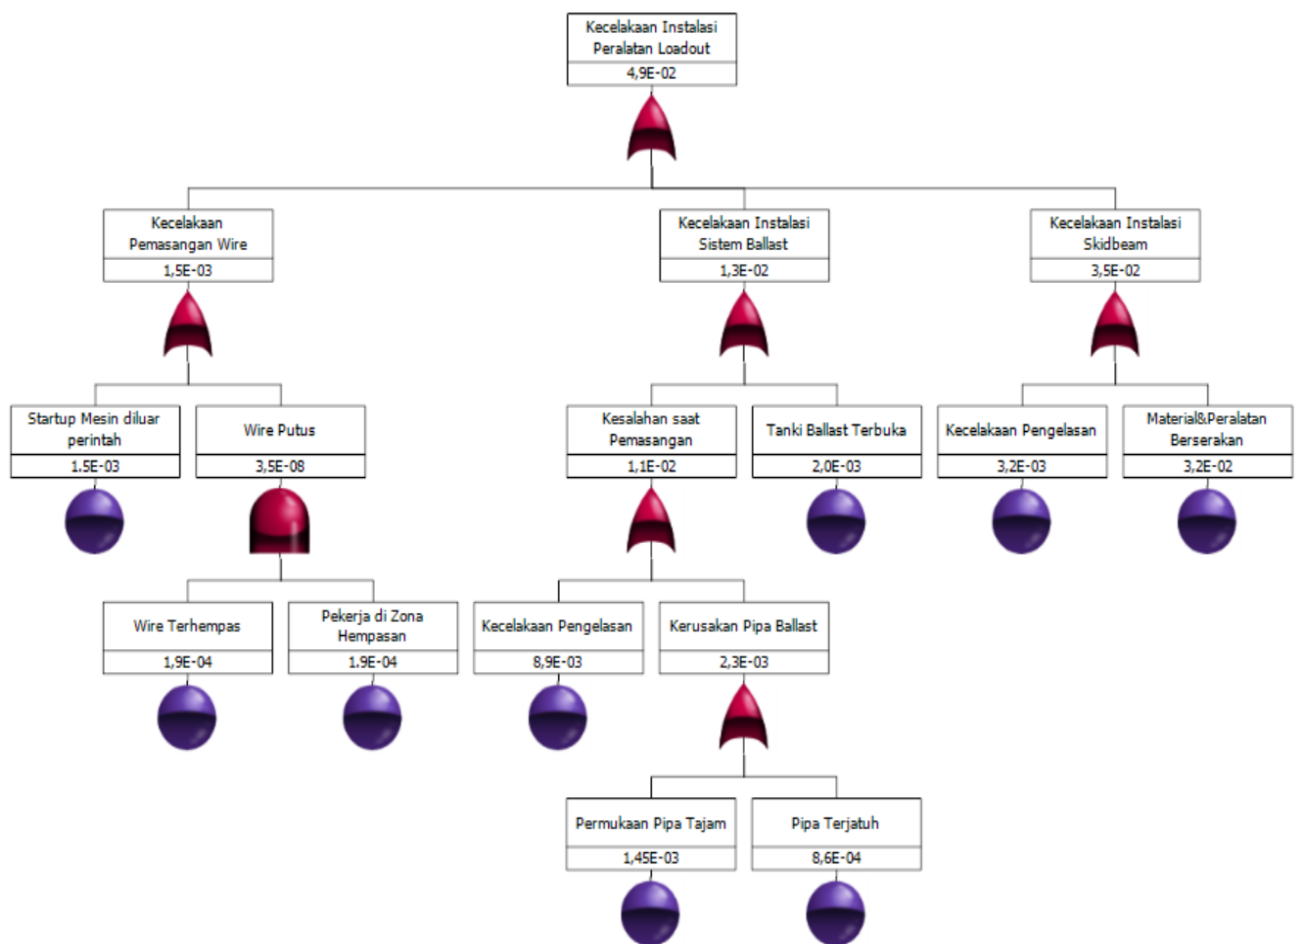 Kecelakaan Instalasi
Peralatan Loadout
4,9E-02
Kecelakaan
Pemasangan Wire
1,5E-03
Kecelakaan Instalasi
Sistem Ballast
1,3E-02
Kecelakaan Instalasi
Skidbeam
3,5E-02
Startup Mesin diluar
perintah
1.5E-03
Wire Putus
3,5E-08
Kesalahan saat
Pemasangan
1,1E-02
Tanki Ballast Terbuka
2,0E-03
Kecelakaan Pengelasan
3,2E-03
Material&Peralatan
Berserakan
3,2E-02
Wire Terhempas
1,9E-04
Pekerja di Zona
Hempasan
1.9E-04
Kecelakaan Pengelasan
8,9E-03
Kerusakan Pipa Ballast
2,3E-03
Permukaan Pipa Tajam
1,45E-03
Pipa Terjatuh
8,6E-04